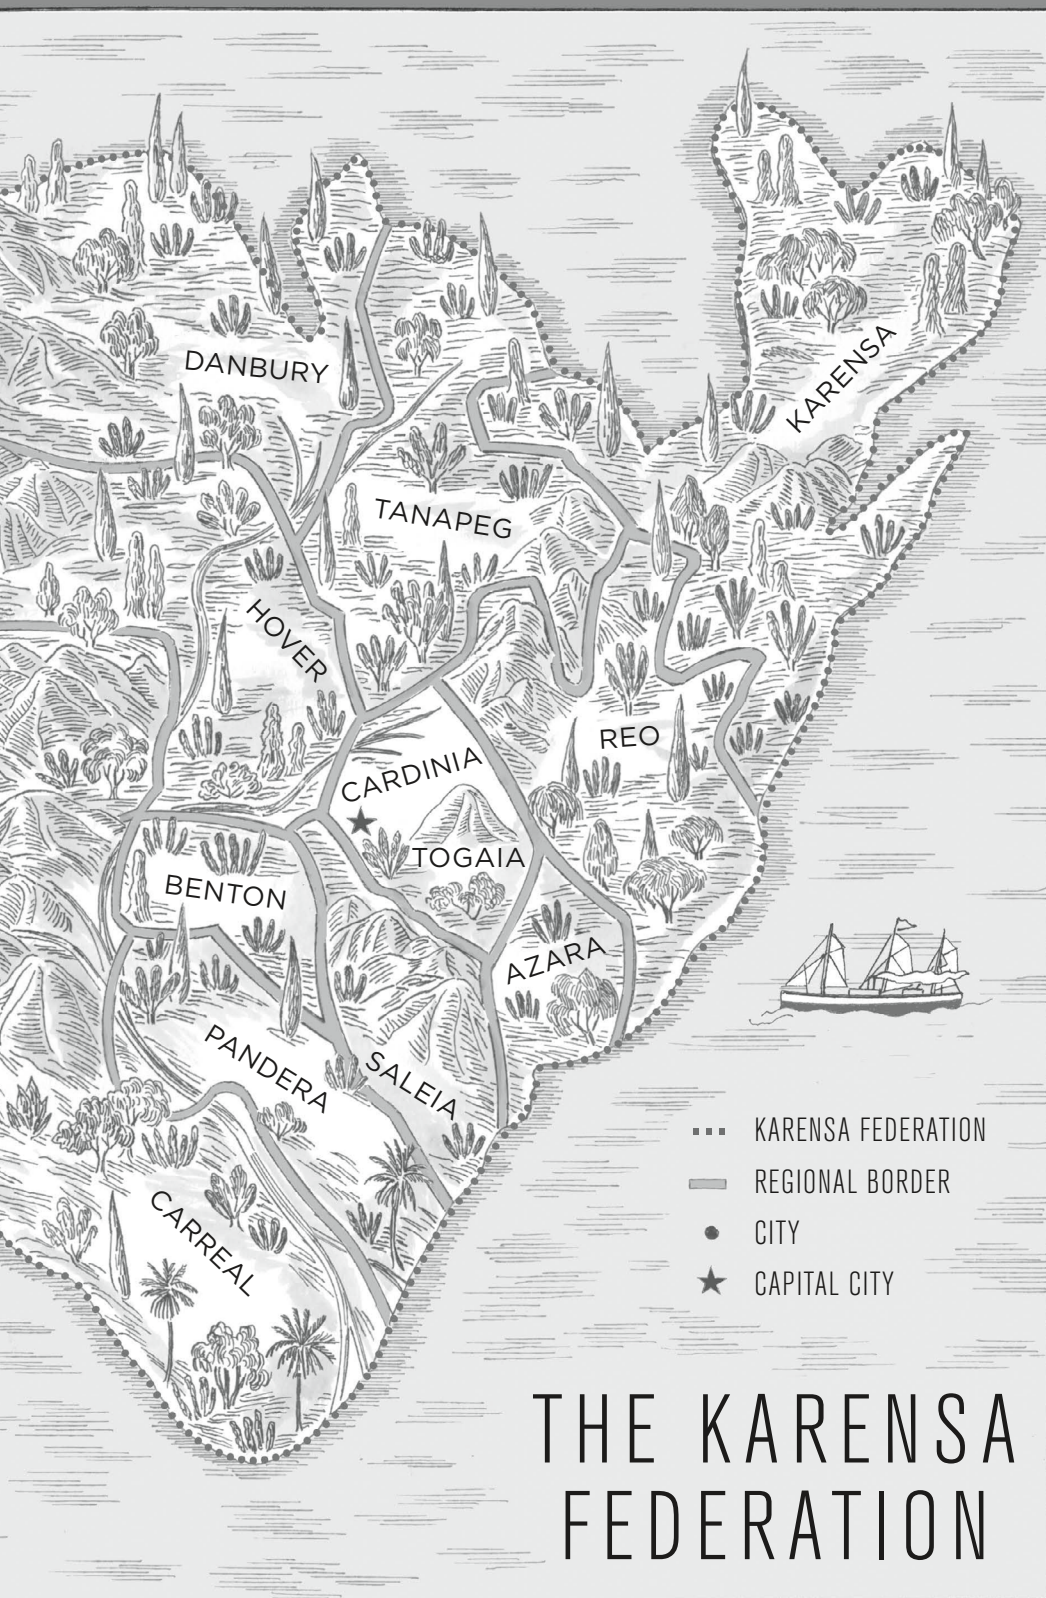 KARENSA
DANBURY
TANAPEG
HOVER
REO
CARDINIA
TOGAIA
BENTON
AZARA
PANDERA
SALEIA
CARREAL
KARENSA FEDERATION
REGIONAL BORDER
CITY
CAPITAL CITY
THE KARENSA
FEDERATION